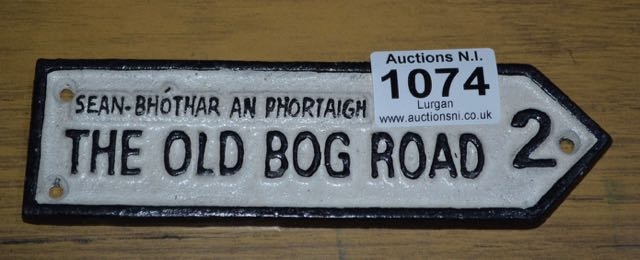 SEAN-BHÓTHAR AN PHORTAIGH
THE OLD BOG ROAD 2
Auctions N.I.
1074
Lurgan
www.auctionsni.co.uk